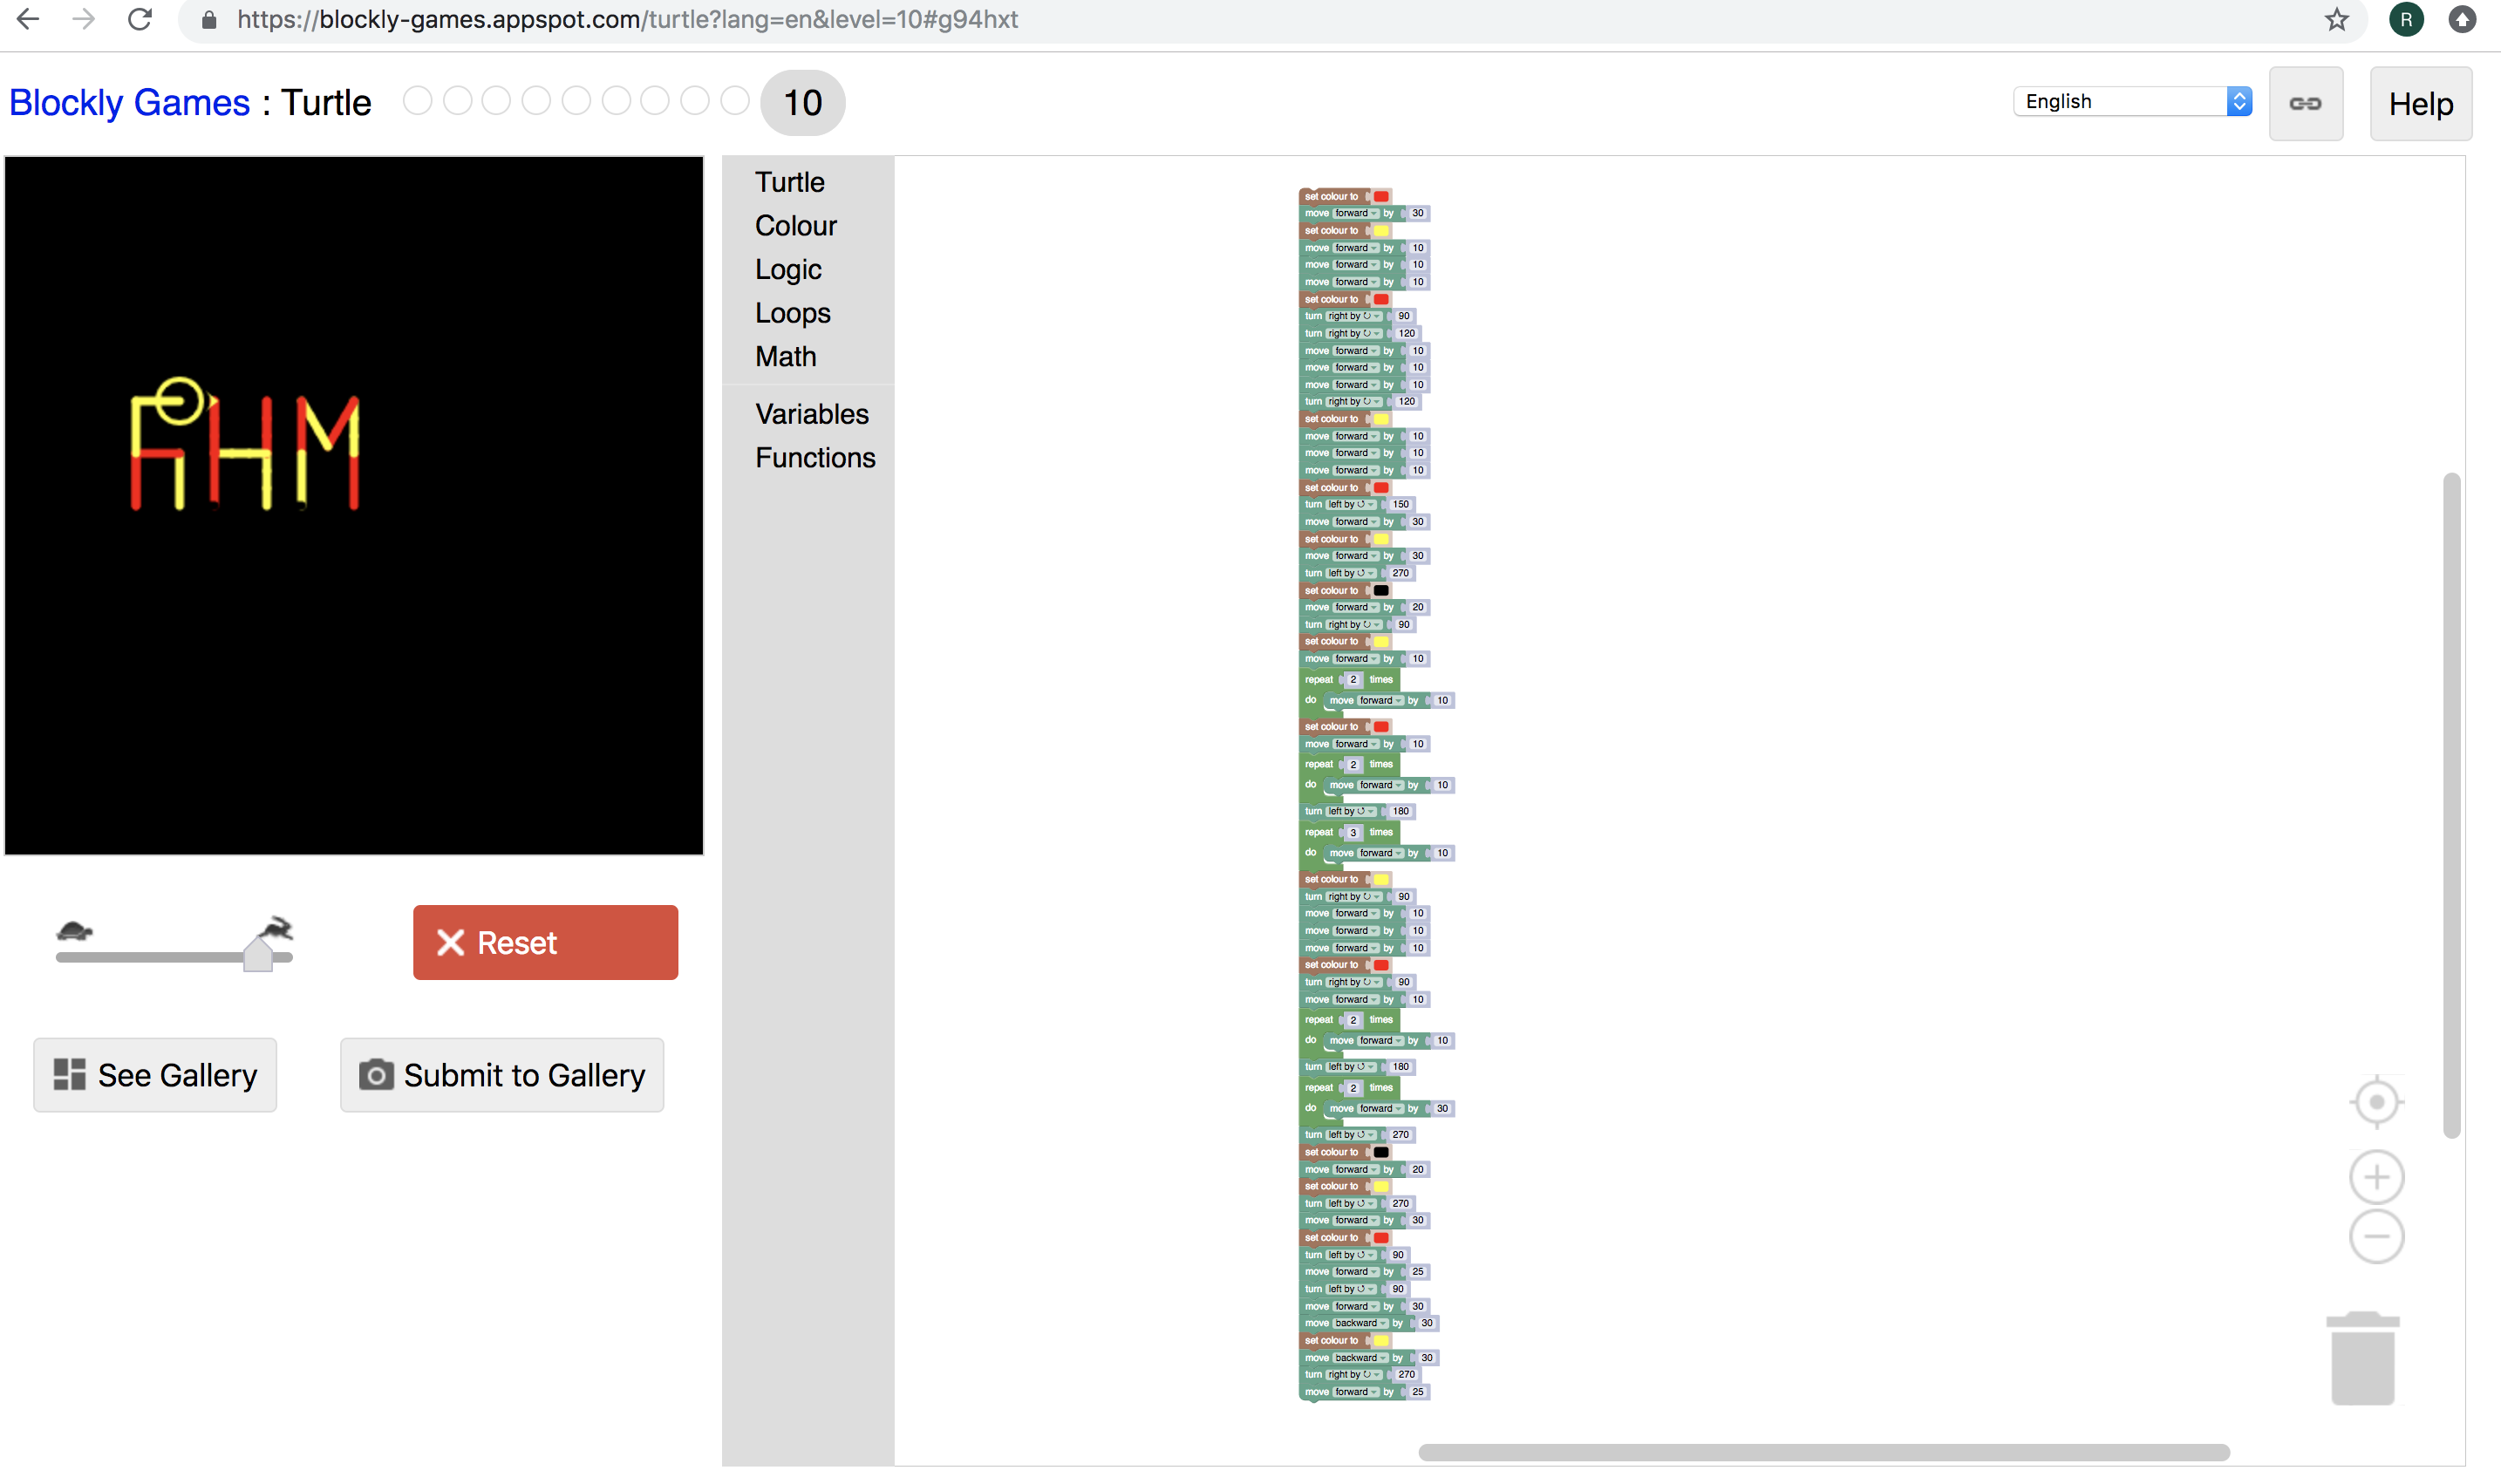 https://blockly-games.appspot.com/turtle?lang=en&level=10#g94hxt
R
Blockly Games : Turtle 10 English Help
Turtle
Colour
Logic
Loops
Math
Variables
Functions
AHM
Reset
See Gallery
Submit to Gallery
set colour to
move forward by 30
set colour to
move forward by 10
move forward by 10
move forward by 10
set colour to
turn right by ↻ 90
turn right by ↻ 120
move forward by 10
move forward by 10
move forward by 10
turn right by ↻ 120
set colour to
move forward by 10
move forward by 10
move forward by 10
set colour to
turn left by ↺ 150
move forward by 30
set colour to
move forward by 30
turn left by ↺ 270
set colour to
move forward by 20
turn right by ↻ 90
set colour to
move forward by 10
repeat 2 times
do move forward by 10
set colour to
move forward by 10
repeat 2 times
do move forward by 10
turn left by ↺ 180
repeat 3 times
do move forward by 10
set colour to
turn right by ↻ 90
move forward by 10
move forward by 10
move forward by 10
set colour to
turn right by ↻ 90
move forward by 10
repeat 2 times
do move forward by 10
turn left by ↺ 180
repeat 2 times
do move forward by 30
turn left by ↺ 270
set colour to
move forward by 20
set colour to
turn left by ↺ 270
move forward by 30
set colour to
turn left by ↺ 90
move forward by 25
turn left by ↺ 90
move forward by 30
move backward by 30
set colour to
move backward by 30
turn right by ↻ 270
move forward by 25